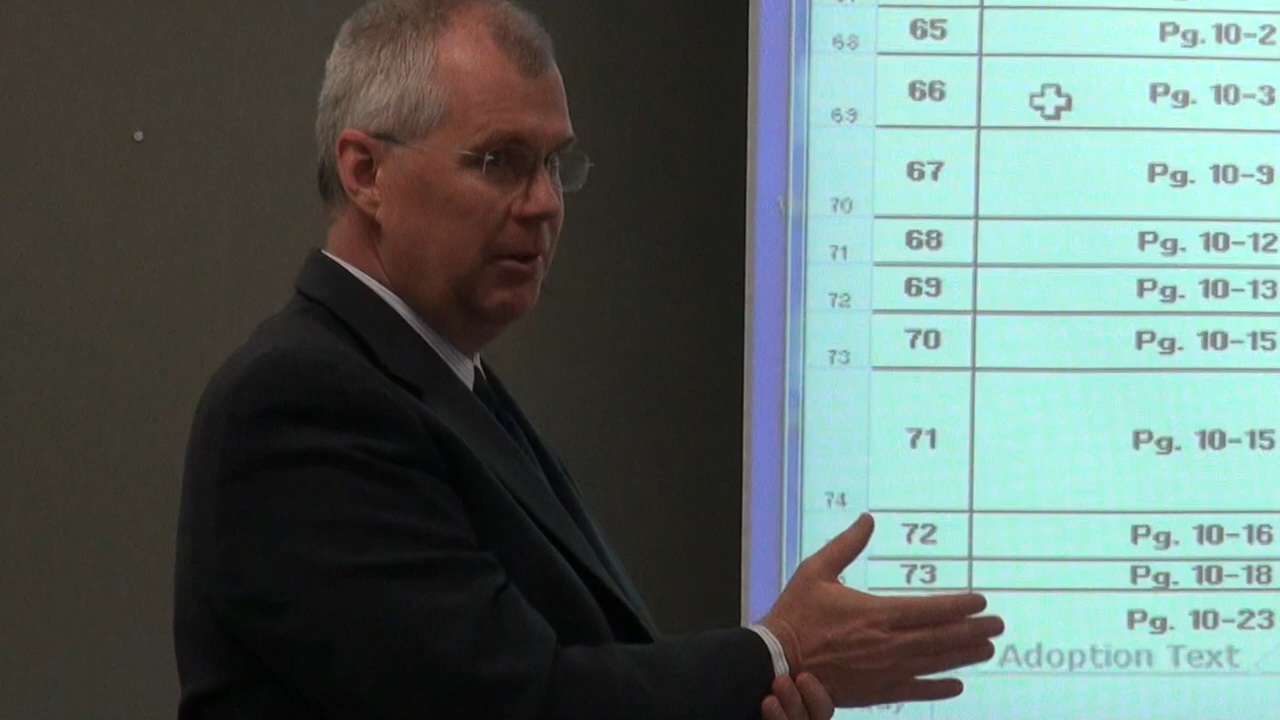 68 65 Pg. 10-2
69 66 Pg. 10-3
70 67 Pg. 10-9
71 68 Pg. 10-12
72 69 Pg. 10-13
73 70 Pg. 10-15
74 71 Pg. 10-15
72 Pg. 10-16
73 Pg. 10-18
Pg. 10-23
Adoption Text